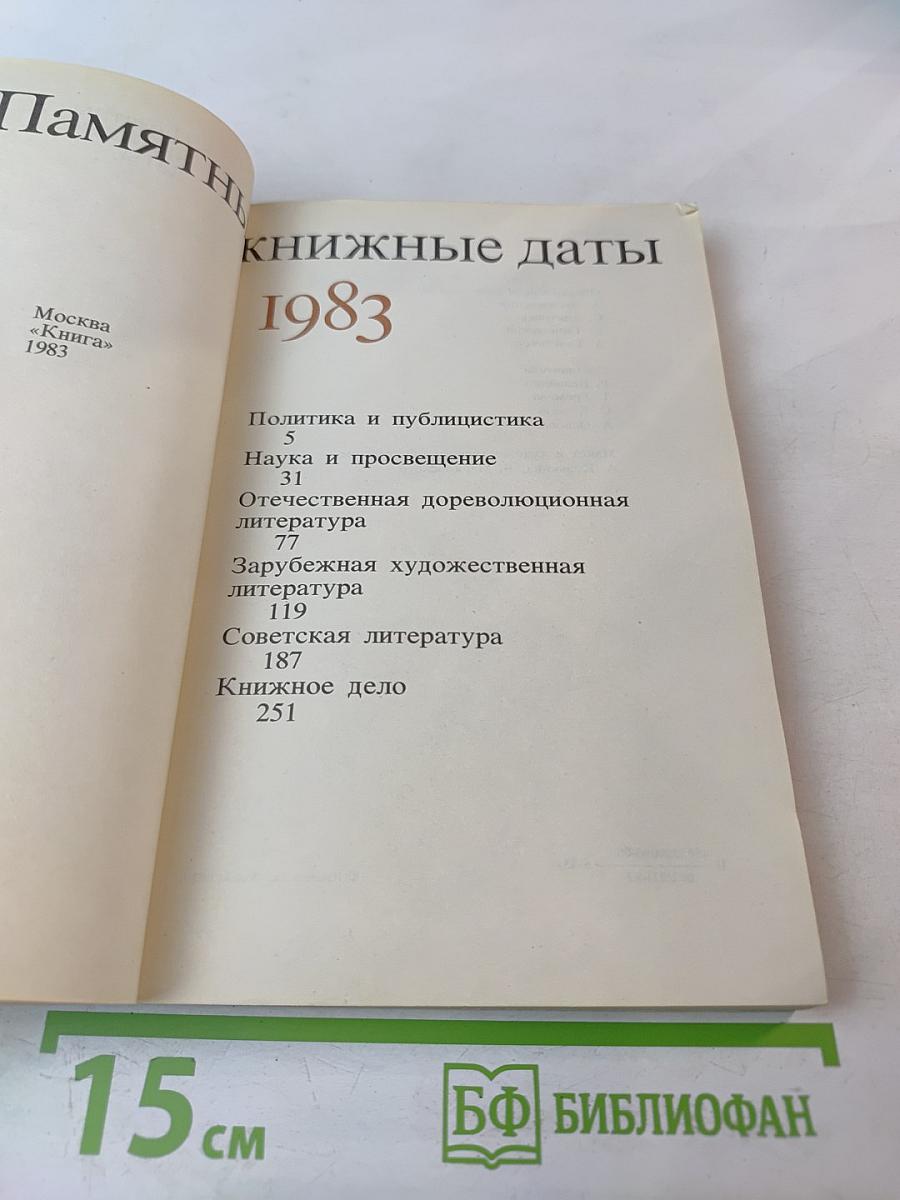 Памятны
Москва
«Книга»
1983
книжные даты
1983
Политика и публицистика
5
Наука и просвещение
31
Отечественная дореволюционная
литература
77
Зарубежная художественная
литература
119
Советская литература
187
Книжное дело
251
15 см
БФ БИБЛИОФАН